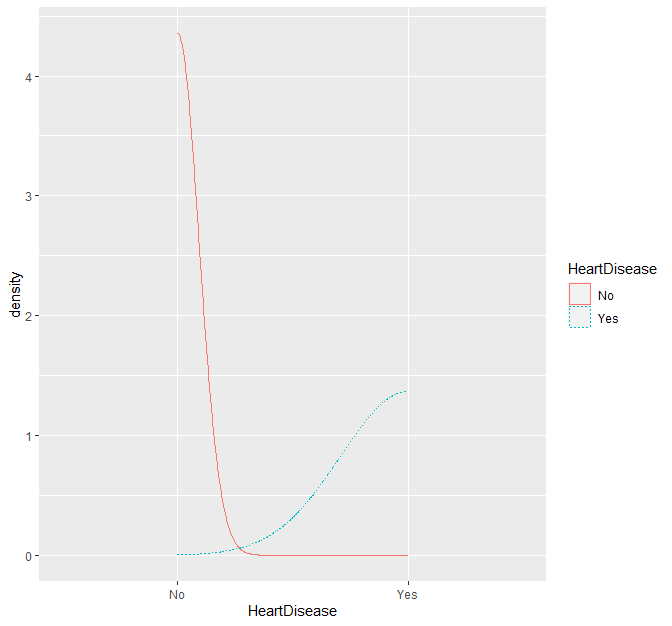 4
3
2
1
0
density
No
Yes
HeartDisease
HeartDisease
No
Yes